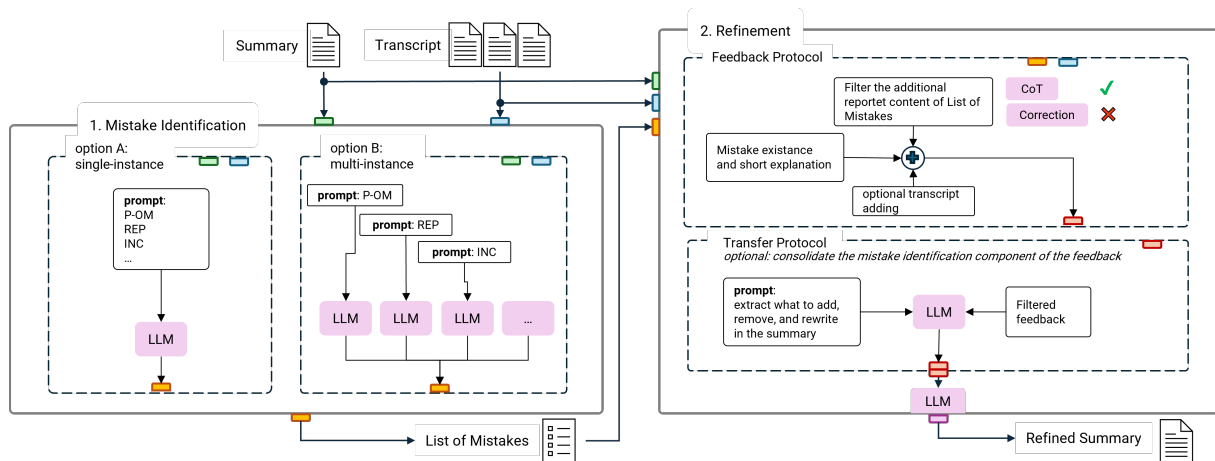 Summary
Transcript
1. Mistake Identification
option A:
single-instance
prompt:
P-OM
REP
INC
...
LLM
option B:
multi-instance
prompt: P-OM
prompt: REP
prompt: INC
LLM
LLM
LLM
...
List of Mistakes
2. Refinement
Feedback Protocol
Filter the additional
reportet content of List of
Mistakes
CoT
Correction
Mistake existance
and short explanation
optional transcript
adding
Transfer Protocol
optional: consolidate the mistake identification component of the feedback
prompt:
extract what to add,
remove, and rewrite
in the summary
LLM
Filtered
feedback
LLM
Refined Summary